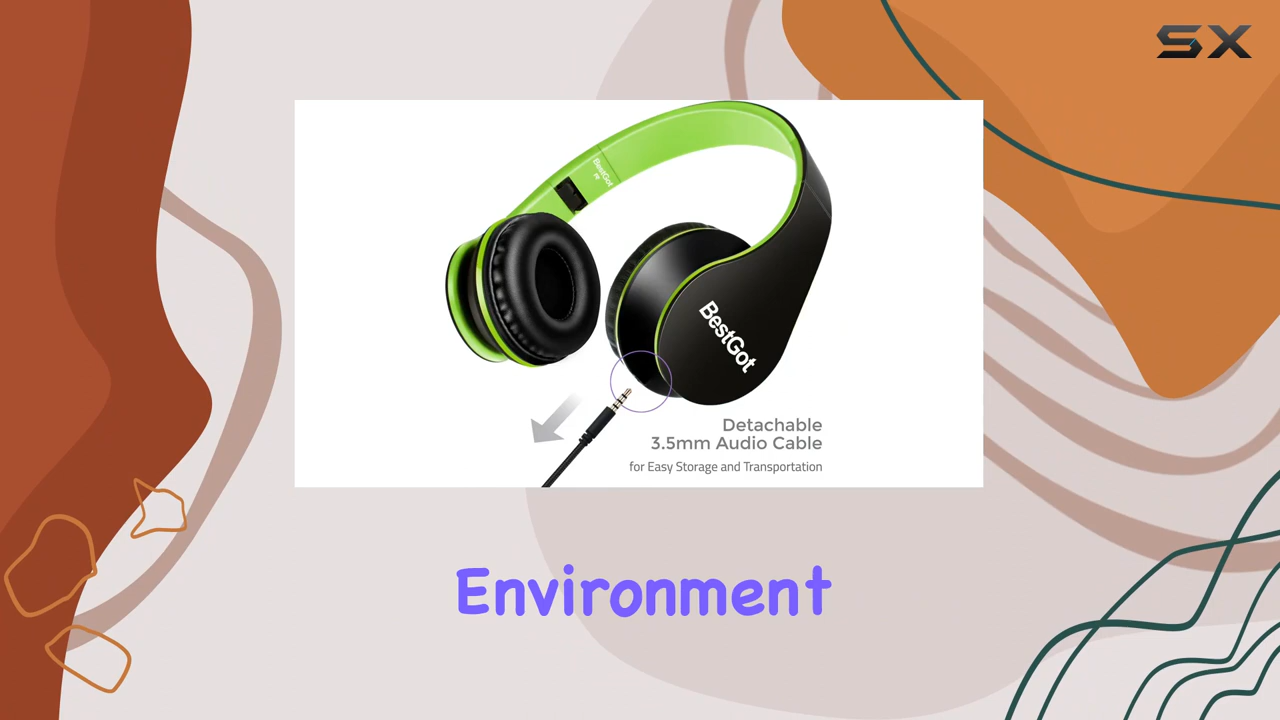 SX
BestGot
BestGot
Detachable
3.5mm Audio Cable
for Easy Storage and Transportation
Environment